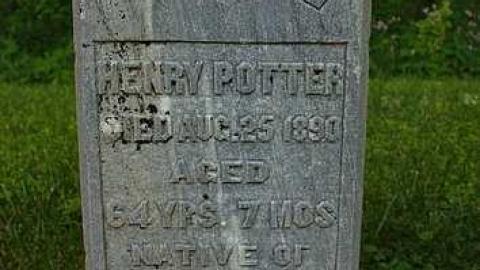 HENRY POTTER
DIED AUG. 25 1890
AGED
64 YRS. 7 MOS
NATIVE OF